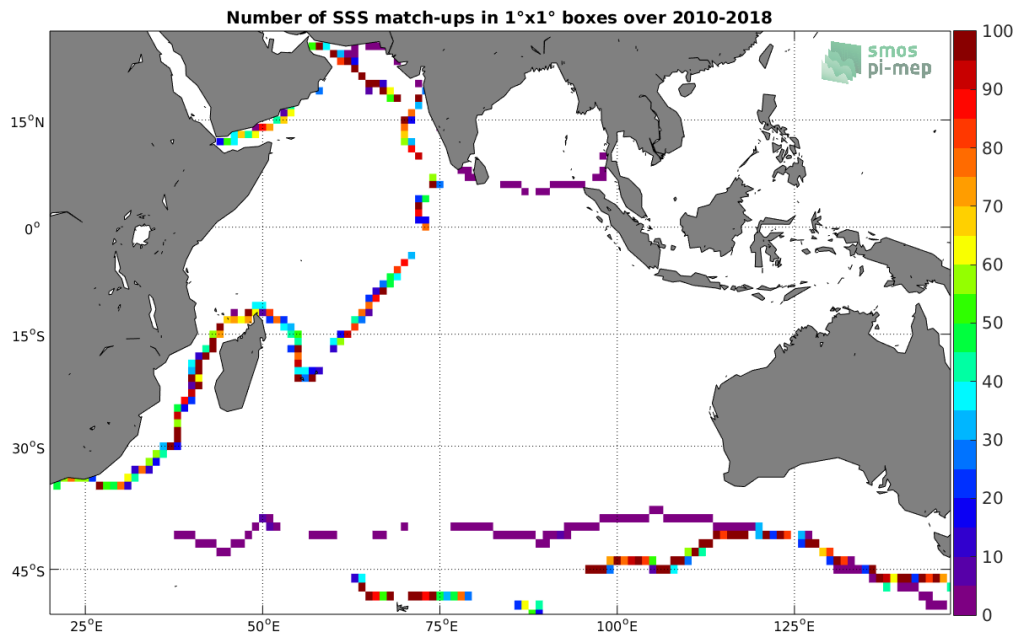 Number of SSS match-ups in 1°x1° boxes over 2010-2018
smos
pi-mep
15°N
0°
15°S
30°S
45°S
25°E
50°E
75°E
100°E
125°E
100
90
80
70
60
50
40
30
20
10
0